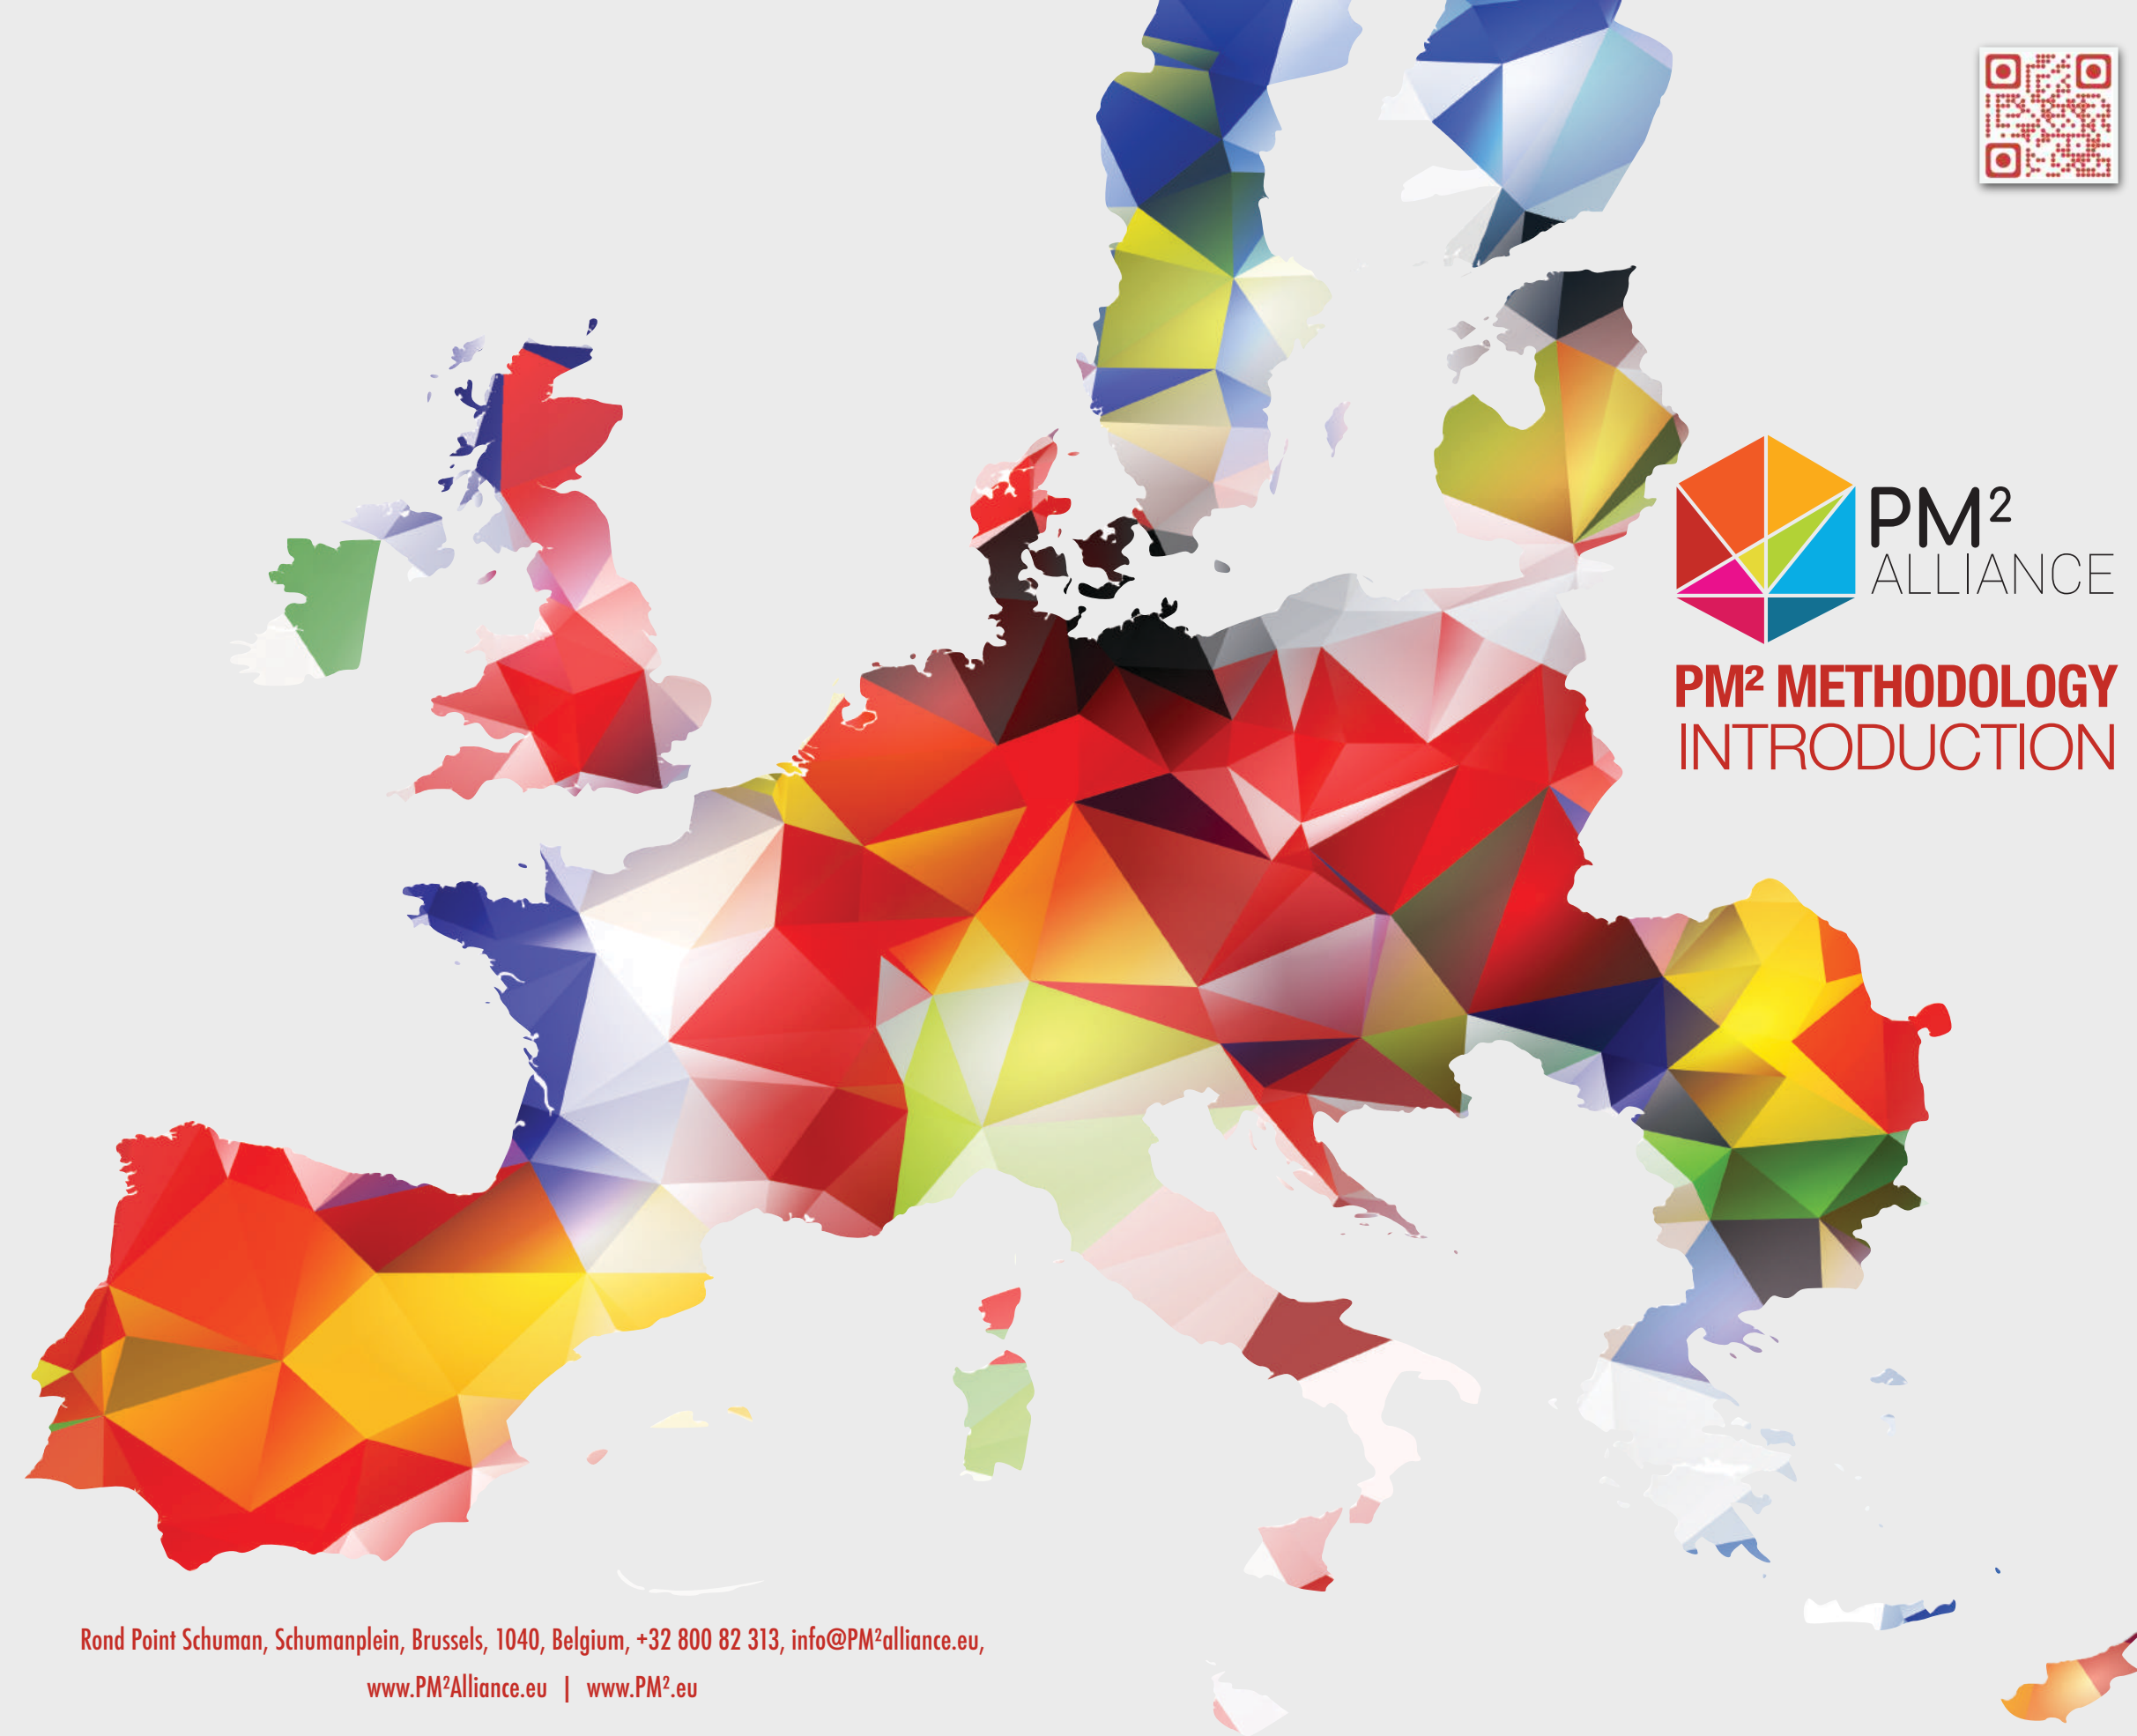 PM²
ALLIANCE
PM² METHODOLOGY
INTRODUCTION
Rond Point Schuman, Schumanplein, Brussels, 1040, Belgium, +32 800 82 313, info@PM²alliance.eu,
www.PM²Alliance.eu | www.PM².eu